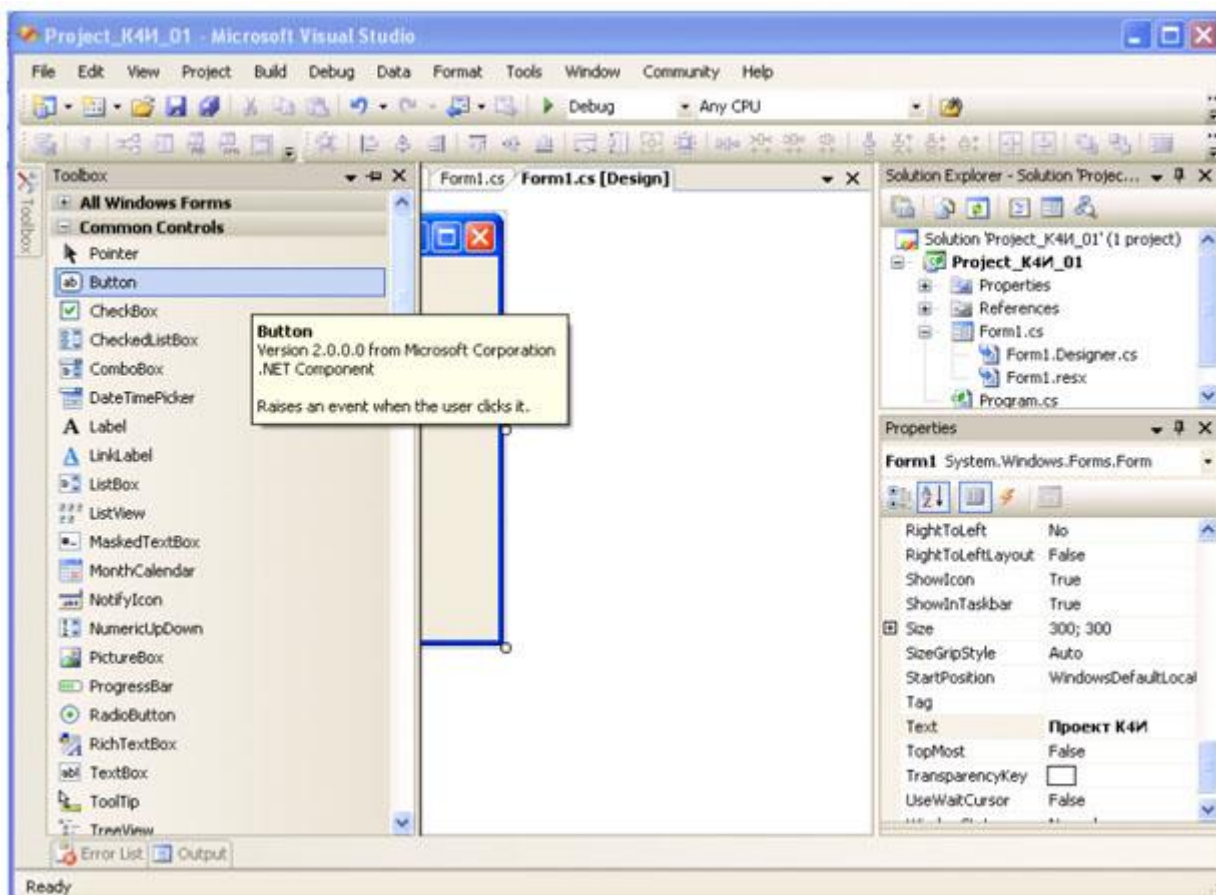 Project_К4И_01 - Microsoft Visual Studio
File Edit View Project Build Debug Data Format Tools Window Community Help
Debug Any CPU
Toolbox
Toolbox
All Windows Forms
Common Controls
Pointer
Button
CheckBox
CheckedListBox
ComboBox
DateTimePicker
Label
LinkLabel
ListBox
ListView
MaskedTextBox
MonthCalendar
NotifyIcon
NumericUpDown
PictureBox
ProgressBar
RadioButton
RichTextBox
TextBox
ToolTip
TreeView
Button
Version 2.0.0.0 from Microsoft Corporation
.NET Component
Raises an event when the user clicks it.
Form1.cs Form1.cs [Design]
Solution Explorer - Solution 'Projec...
Solution 'Project_К4И_01' (1 project)
Project_К4И_01
Properties
References
Form1.cs
Form1.Designer.cs
Form1.resx
Program.cs
Properties
Form1 System.Windows.Forms.Form
RightToLeft No
RightToLeftLayout False
ShowIcon True
ShowInTaskbar True
Size 300; 300
SizeGripStyle Auto
StartPosition WindowsDefaultLocat
Tag
Text Проект К4И
TopMost False
TransparencyKey
UseWaitCursor False
Error List Output
Ready